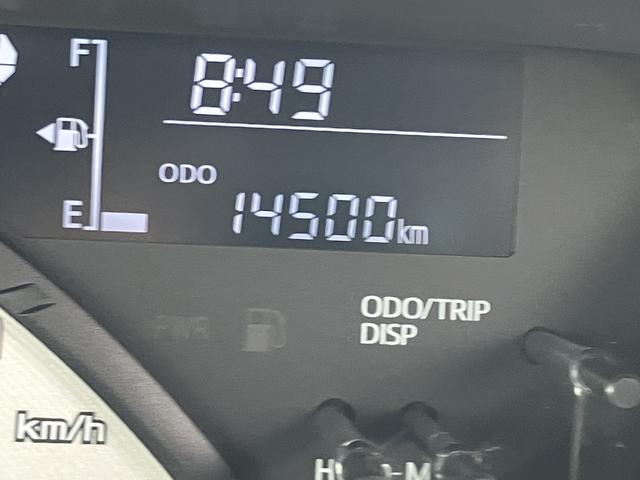 F
8:49
ODO
E
14500km
ODO/TRIP
DISP
PWR
km/h
H
-M